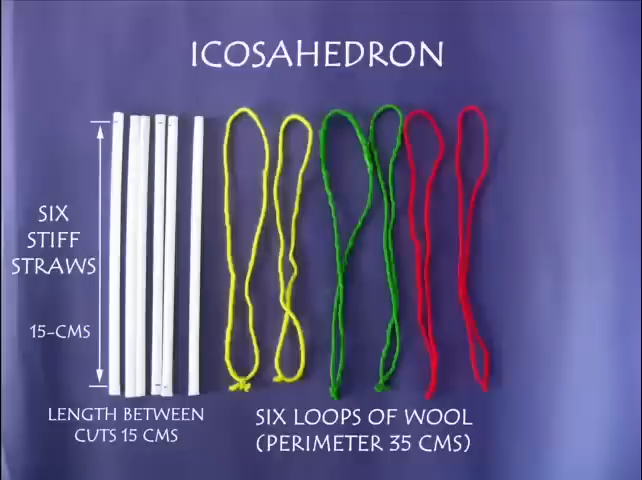 ICOSAHEDRON
SIX
STIFF
STRAWS
15-CMS
LENGTH BETWEEN
CUTS 15 CMS
SIX LOOPS OF WOOL
(PERIMETER 35 CMS)